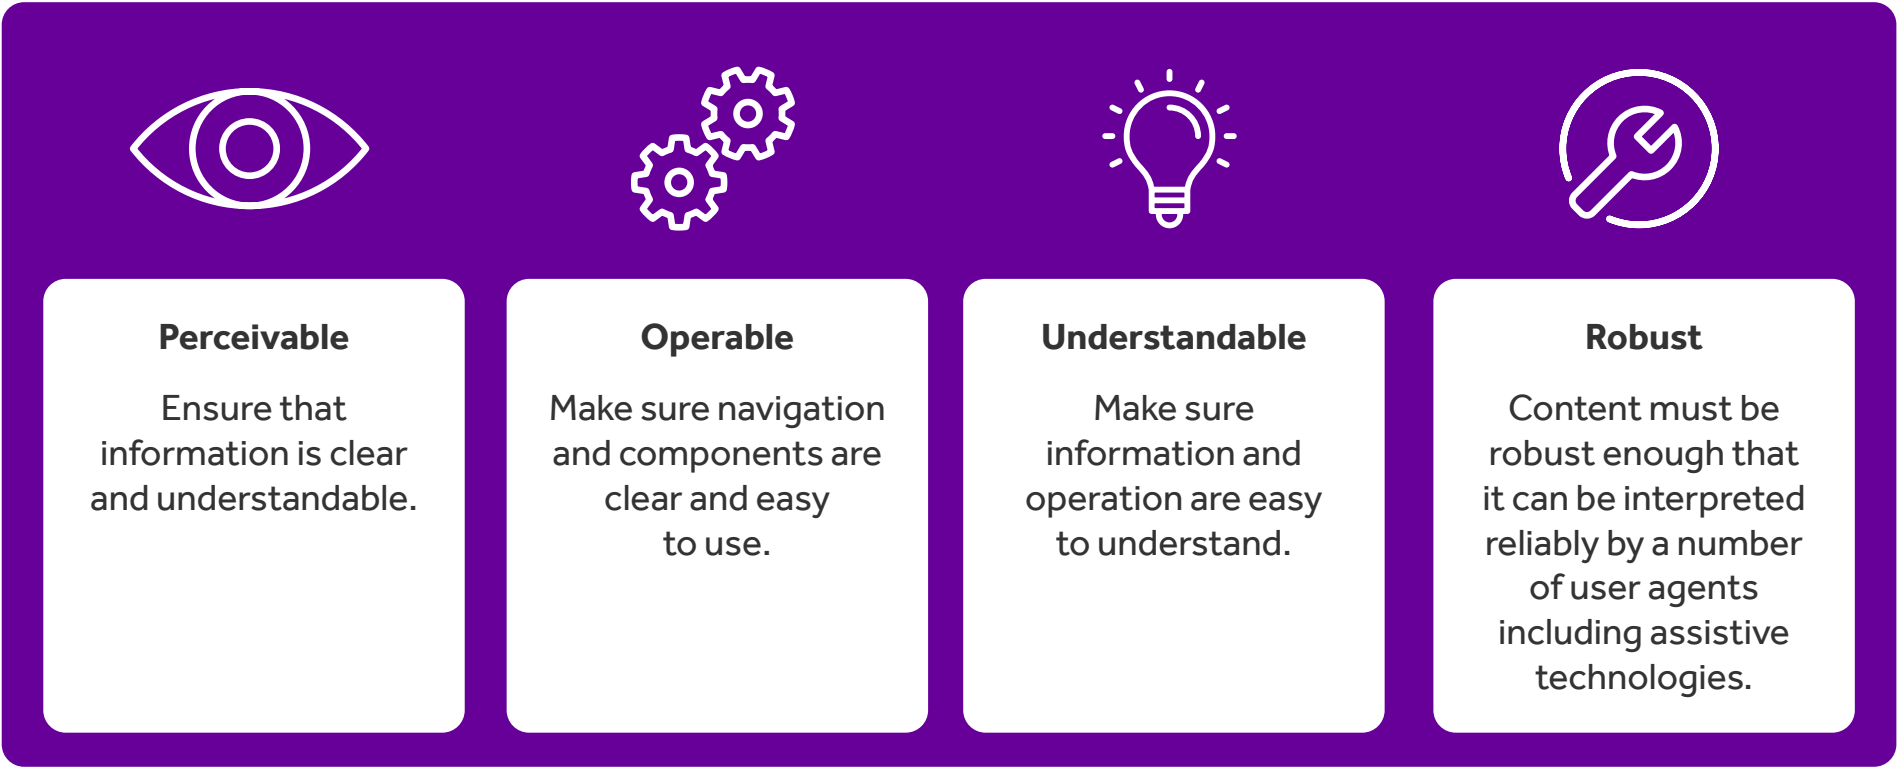 Perceivable
Ensure that
information is clear
and understandable.
Operable
Make sure navigation
and components are
clear and easy
to use.
Understandable
Make sure
information and
operation are easy
to understand.
Robust
Content must be
robust enough that
it can be interpreted
reliably by a number
of user agents
including assistive
technologies.